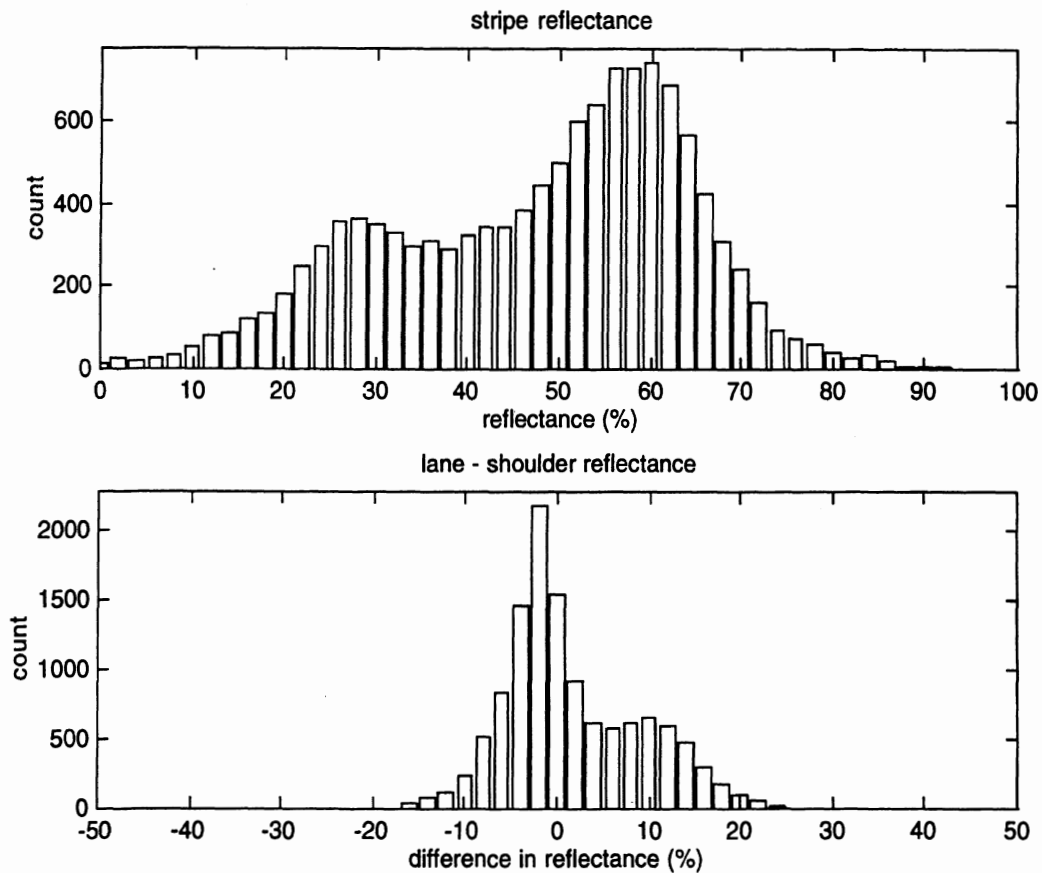 stripe reflectance
600
400
200
0
count
0 10 20 30 40 50 60 70 80 90 100
reflectance (%)
lane - shoulder reflectance
2000
1500
1000
500
0
count
-50 -40 -30 -20 -10 0 10 20 30 40 50
difference in reflectance (%)